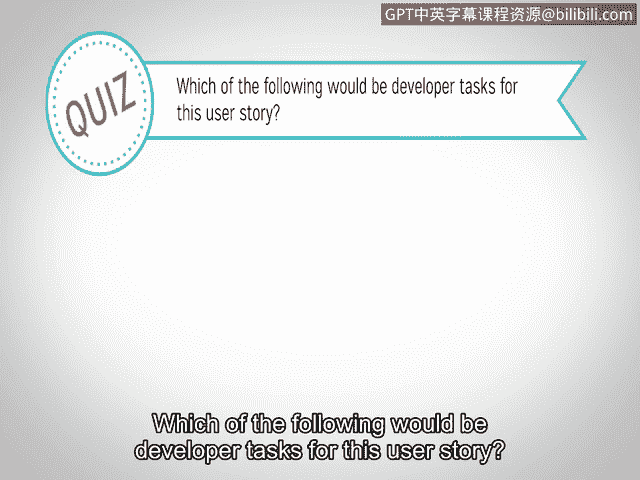 GPT中英字幕课程资源@bilibili.com
QUIZ
Which of the following would be developer tasks for
this user story?
Which of the following would be
developer tasks for this user story?